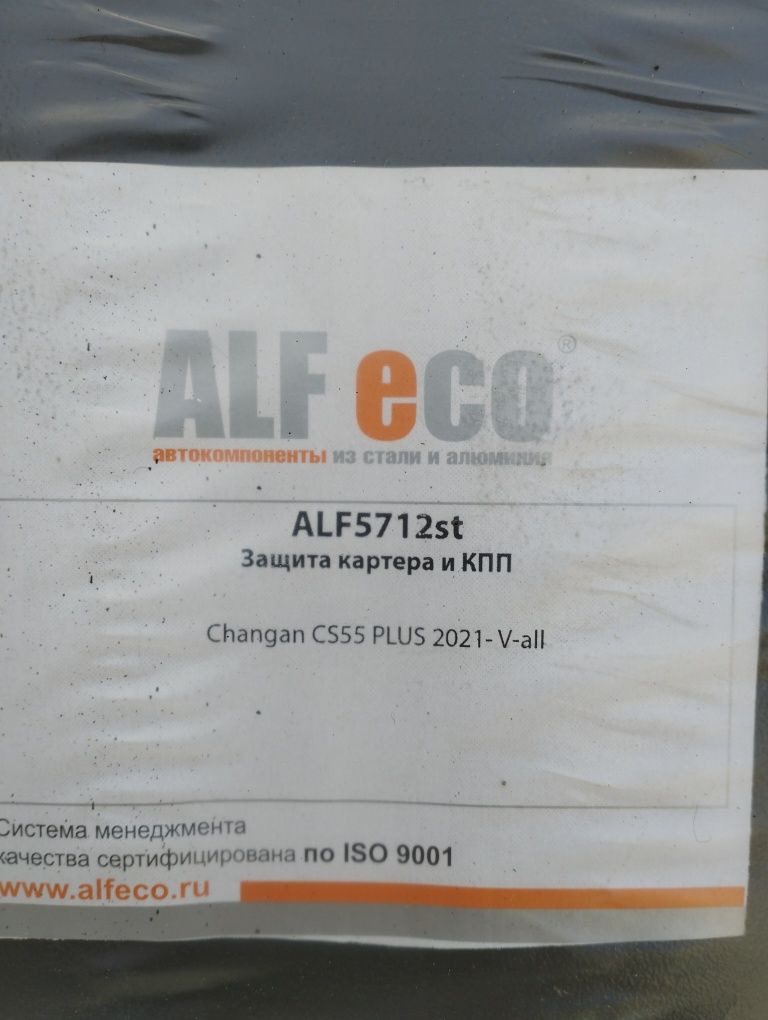 ALF eco®
автокомпоненты из стали и алюминия
ALF5712st
Защита картера и КПП
Changan CS55 PLUS 2021- V-all
Система менеджмента
качества сертифицирована по ISO 9001
www.alfeco.ru